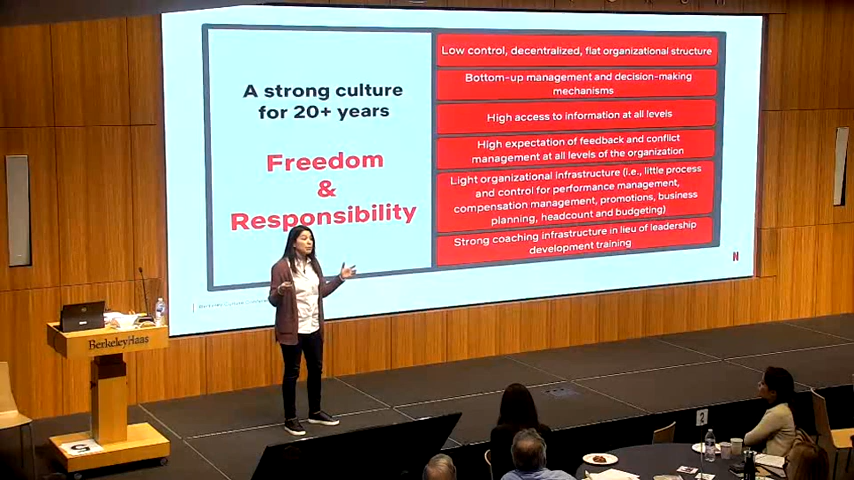 A strong culture
for 20+ years
Freedom
&
Responsibility
Low control, decentralized, flat organizational structure
Bottom-up management and decision-making
mechanisms
High access to information at all levels
High expectation of feedback and conflict
management at all levels of the organization
Light organizational infrastructure (i.e., little process
and control for performance management,
compensation management, promotions, business
planning, headcount and budgeting)
Strong coaching infrastructure in lieu of leadership
development training
N
Berkeley Culture
BerkeleyHaas
2